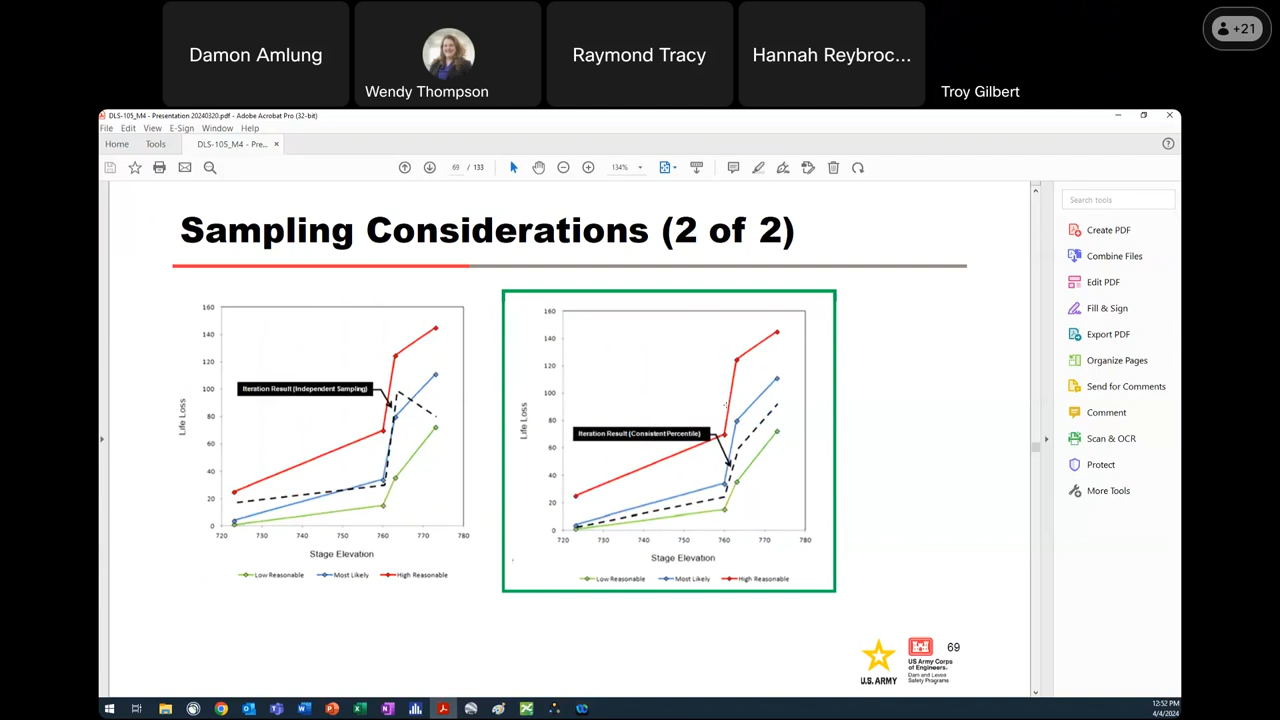 Damon Amlung
Wendy Thompson
Raymond Tracy
Hannah Reybroc...
Troy Gilbert
+21
DLS-105_M4 - Presentation 20240320.pdf - Adobe Acrobat Pro (32-bit)
File Edit View E-Sign Window Help
Home Tools DLS-105_M4 - Pre... ×
69 / 133 134%
Sampling Considerations (2 of 2)
160
140
120
100
80
60
40
20
0
Life Loss
Iteration Result (Independent Sampling)
720 730 740 750 760 770 780
Stage Elevation
Low Reasonable Most Likely High Reasonable
160
140
120
100
80
60
40
20
0
Life Loss
Iteration Result (Consistent Percentile)
720 730 740 750 760 770 780
Stage Elevation
Low Reasonable Most Likely High Reasonable
U.S. ARMY
US Army Corps
of Engineers®
Dam and Levee
Safety Programs
69
Search tools
Create PDF
Combine Files
Edit PDF
Fill & Sign
Export PDF
Organize Pages
Send for Comments
Comment
Scan & OCR
Protect
More Tools
12:52 PM
4/4/2024